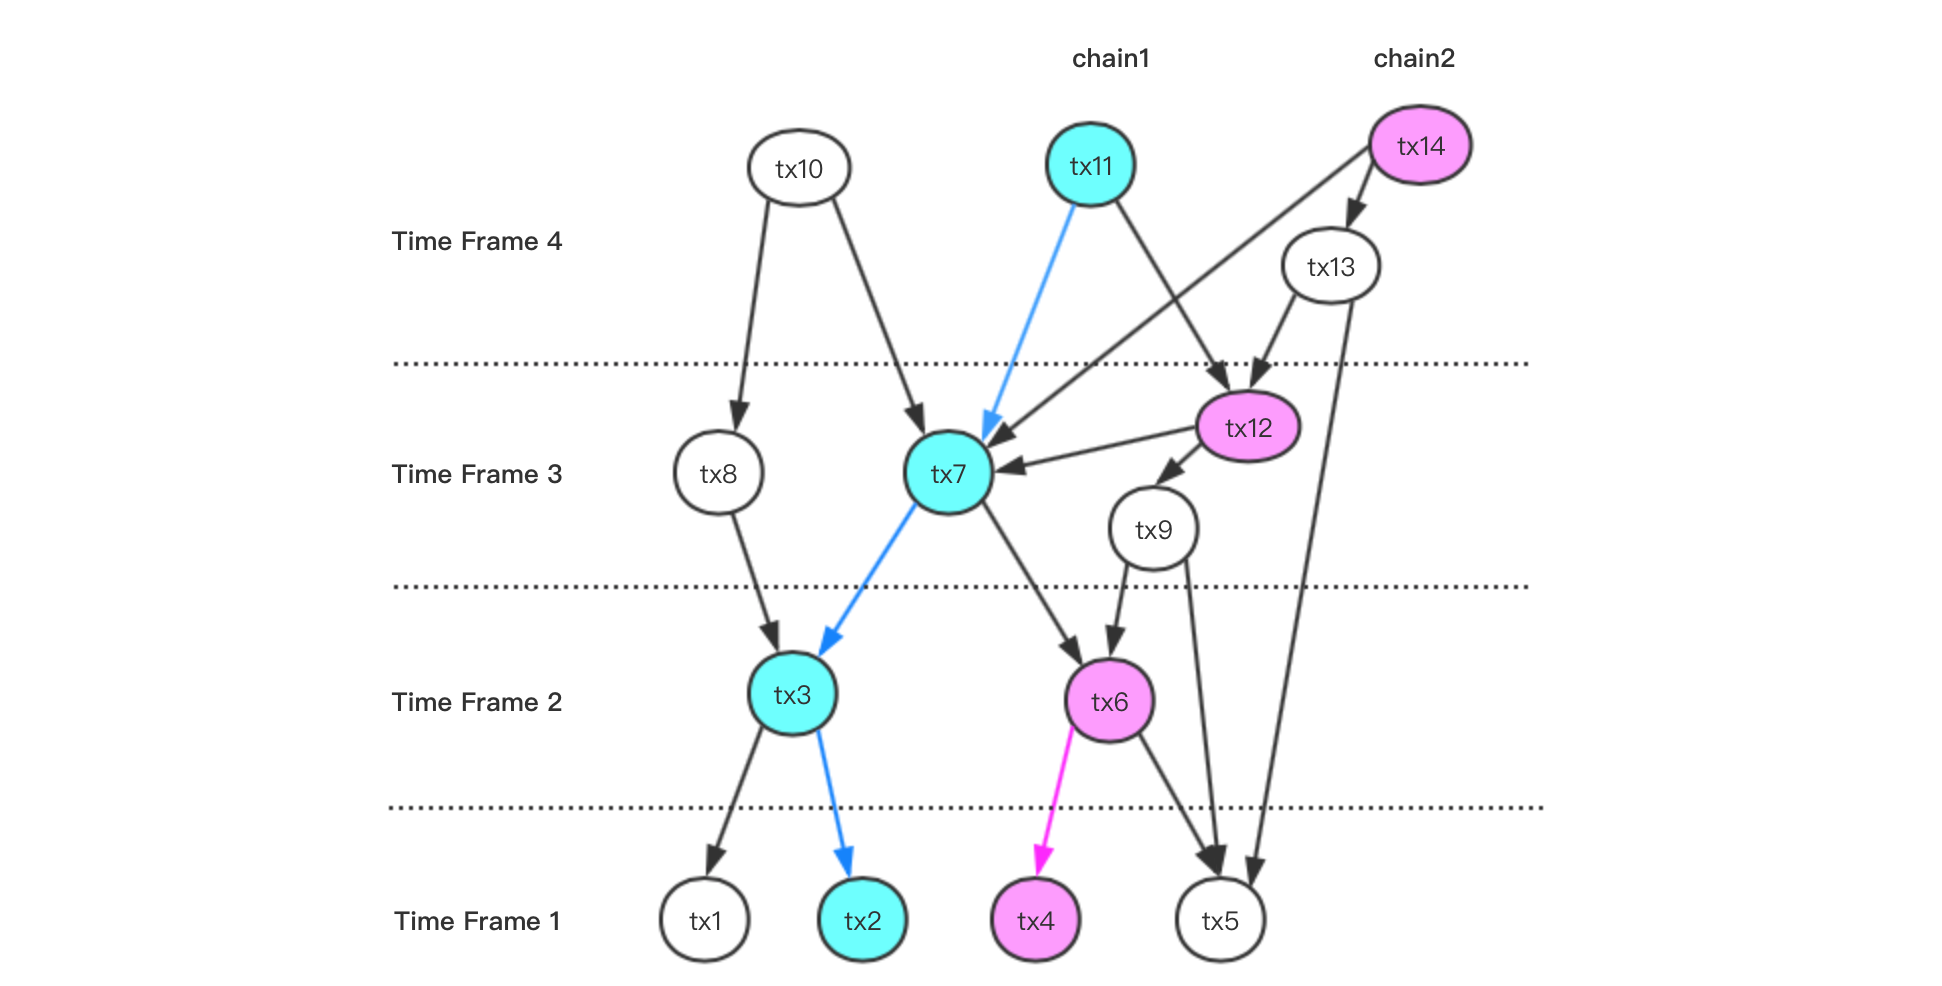 chain1
chain2
tx14
tx10
tx11
Time Frame 4
tx13
tx12
Time Frame 3
tx8
tx7
tx9
Time Frame 2
tx3
tx6
Time Frame 1
tx1
tx2
tx4
tx5